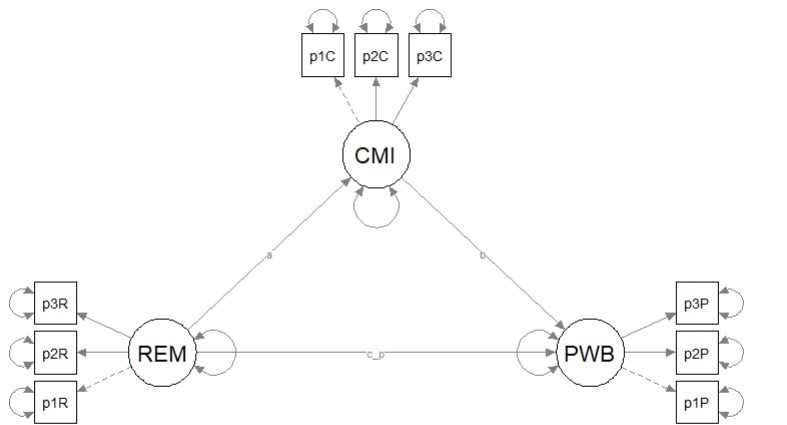 p1C p2C p3C
CMI
a b
p3R p3P
p2R REM c_p PWB p2P
p1R p1P